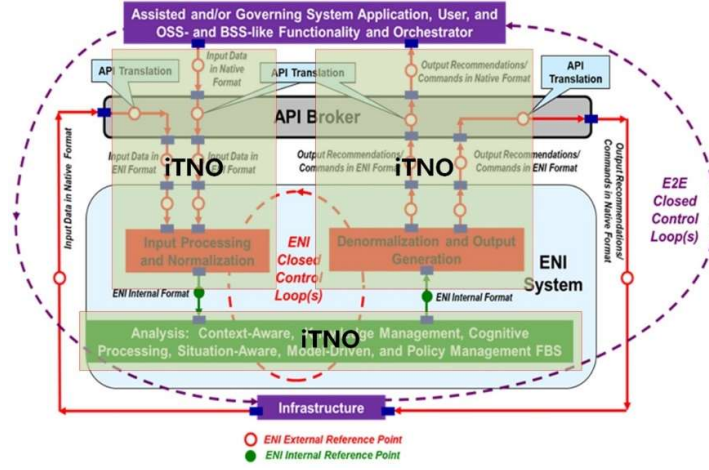 Assisted and/or Governing System Application, User, and
OSS- and BSS-like Functionality and Orchestrator
Input Data
in Native
Format
Output Recommendations/
Commands in Native Format
API Translation
API Translation
API
Translation
API Broker
Input Data in
ENI Format
Input Data in
ENI Format
iTNO
Output Recommendations/
Commands in ENI Format
iTNO
Output Recommendations/
Commands in ENI Format
Input Data in Native Format
Output Recommendations/
Commands in Native Format
E2E
Closed
Control
Loop(s)
Input Processing
and Normalization
ENI
Closed
Control
Loop(s)
Denormalization and Output
Generation
ENI
System
ENI Internal Format
ENI Internal Format
Analysis: Context-Aware, Management, Cognitive
iTNO
Processing, Situation-Aware, Model-Driven, and Policy Management FBS
Infrastructure
ENI External Reference Point
ENI Internal Reference Point